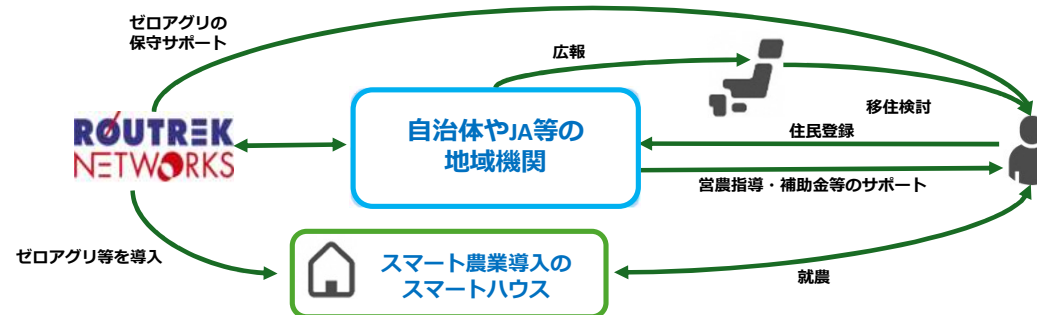 ゼロアグリの
保守サポート
広報
移住検討
ROUTREK
NETWORKS
自治体やJA等の
地域機関
住民登録
営農指導・補助金等のサポート
ゼロアグリ等を導入
スマート農業導入の
スマートハウス
就農